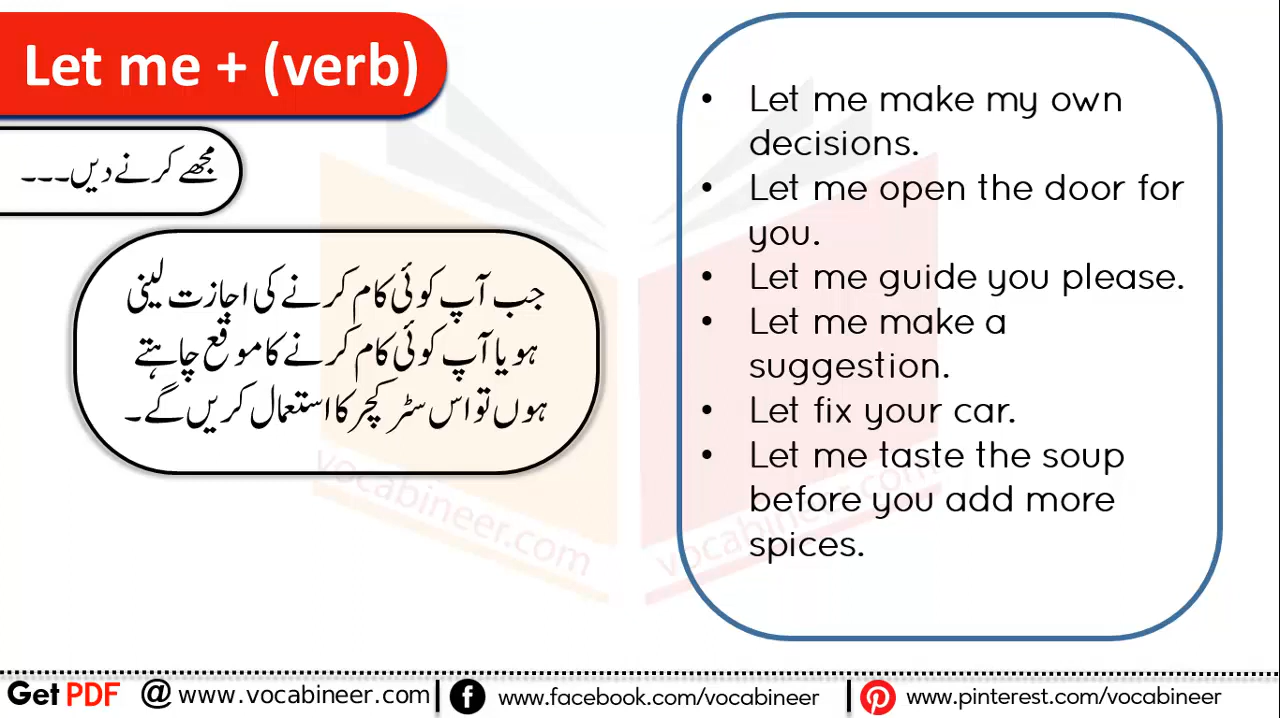 Let me + (verb)
مجھے کرنے دیں۔۔۔
جب آپ کوئی کام کرنے کی اجازت لینی
ہو یا آپ کوئی کام کرنے کا موقع چاہتے
ہوں تو اس سٹرکچر کا استعمال کریں گے۔
• Let me make my own
decisions.
• Let me open the door for
you.
• Let me guide you please.
• Let me make a
suggestion.
• Let fix your car.
• Let me taste the soup
before you add more
spices.
vocabineer.com
vocabineer.com
Get PDF @ www.vocabineer.com
www.facebook.com/vocabineer
www.pinterest.com/vocabineer